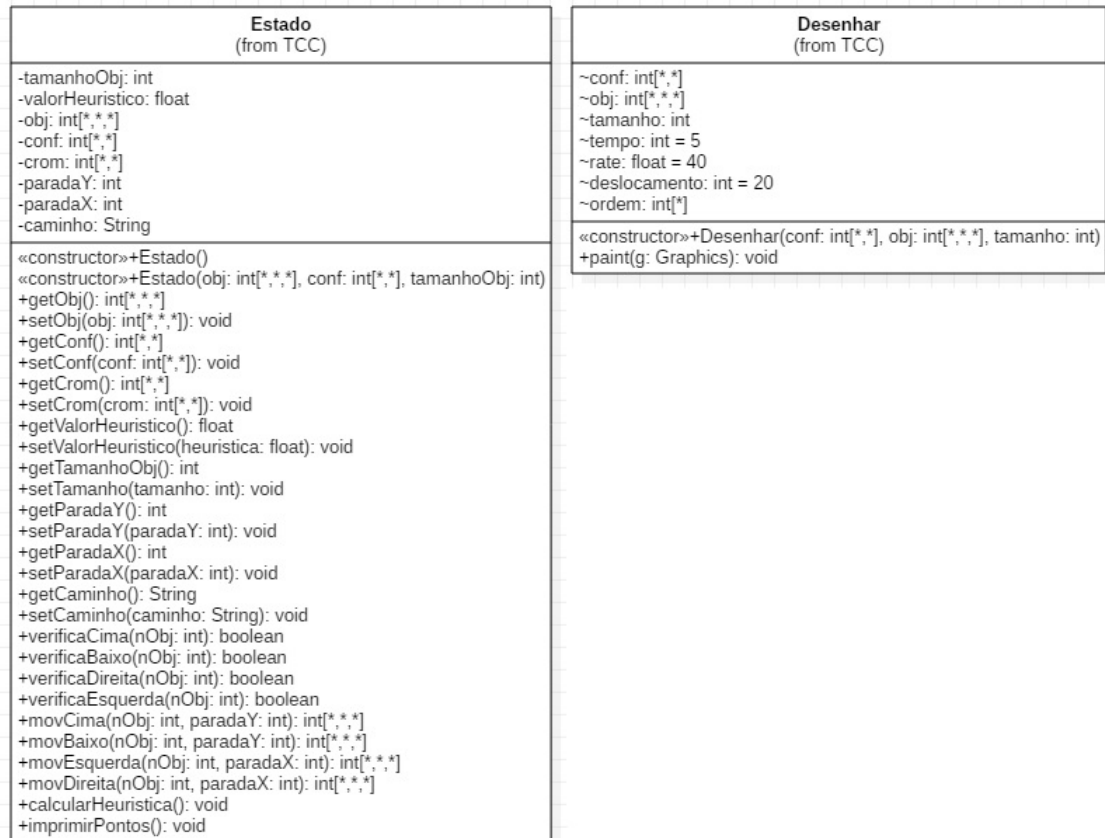 Estado
(from TCC)
-tamanhoObj: int
-valorHeuristico: float
-obj: int[*,*,*]
-conf: int[*,*]
-crom: int[*,*]
-paradaY: int
-paradaX: int
-caminho: String
«constructor»+Estado()
«constructor»+Estado(obj: int[*,*,*], conf: int[*,*], tamanhoObj: int)
+getObj(): int[*,*,*]
+setObj(obj: int[*,*,*]): void
+getConf(): int[*,*]
+setConf(conf: int[*,*]): void
+getCrom(): int[*,*]
+setCrom(crom: int[*,*]): void
+getValorHeuristico(): float
+setValorHeuristico(heuristica: float): void
+getTamanhoObj(): int
+setTamanho(tamanho: int): void
+getParadaY(): int
+setParadaY(paradaY: int): void
+getParadaX(): int
+setParadaX(paradaX: int): void
+getCaminho(): String
+setCaminho(caminho: String): void
+verificaCima(nObj: int): boolean
+verificaBaixo(nObj: int): boolean
+verificaDireita(nObj: int): boolean
+verificaEsquerda(nObj: int): boolean
+movCima(nObj: int, paradaY: int): int[*,*,*]
+movBaixo(nObj: int, paradaY: int): int[*,*,*]
+movEsquerda(nObj: int, paradaX: int): int[*,*,*]
+movDireita(nObj: int, paradaX: int): int[*,*,*]
+calcularHeuristica(): void
+imprimirPontos(): void
Desenhar
(from TCC)
~conf: int[*,*]
~obj: int[*,*,*]
~tamanho: int
~tempo: int = 5
~rate: float = 40
~deslocamento: int = 20
~ordem: int[*]
«constructor»+Desenhar(conf: int[*,*], obj: int[*,*,*], tamanho: int)
+paint(g: Graphics): void